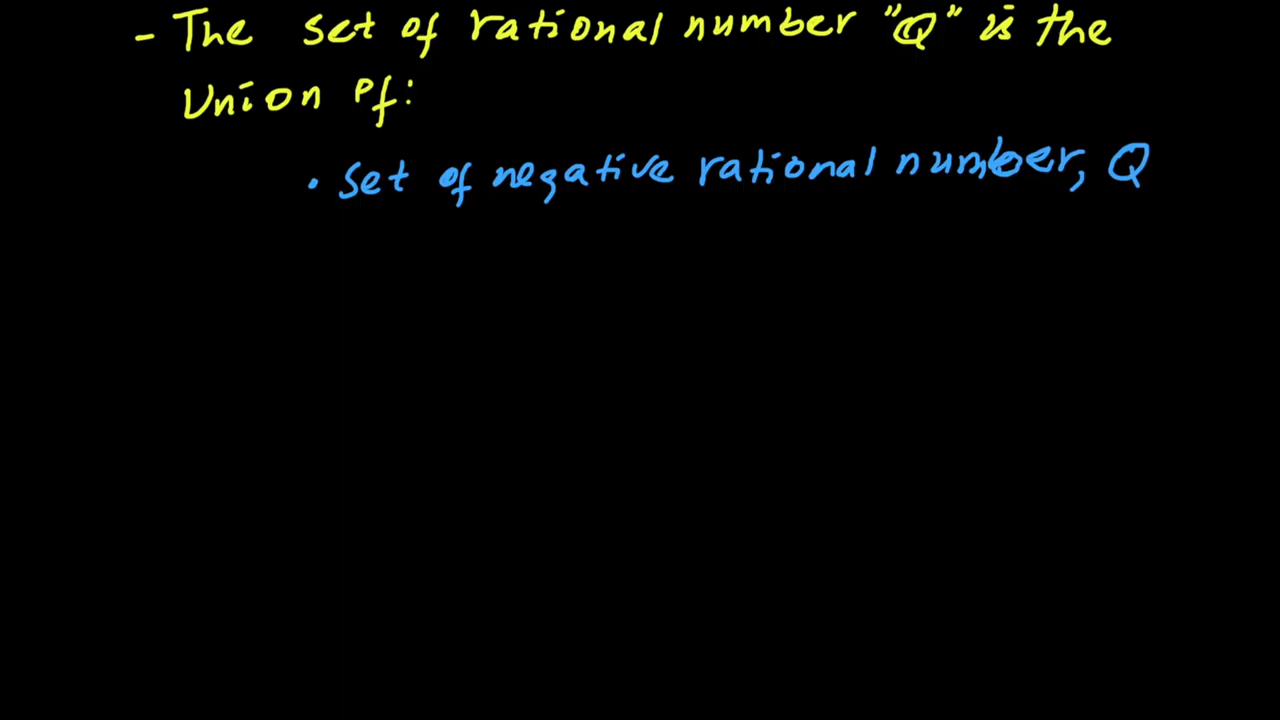 - The set of rational number "Q" is the
Union of:
• set of negative rational number, Q